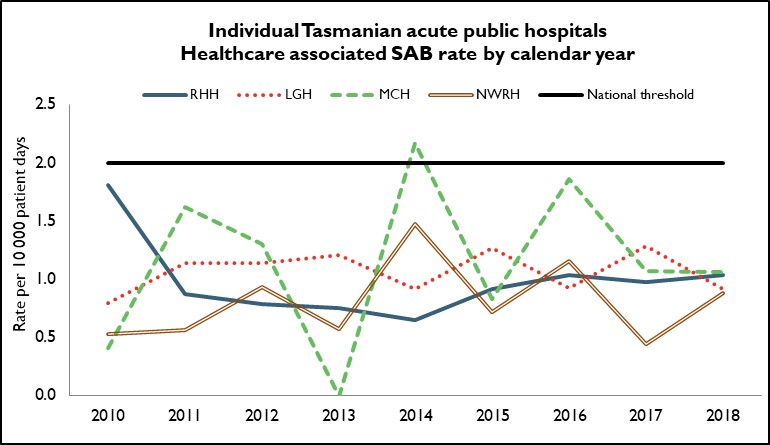 Individual Tasmanian acute public hospitals
Healthcare associated SAB rate by calendar year
RHH LGH MCH NWRH National threshold
Rate per 10 000 patient days
2.5
2.0
1.5
1.0
0.5
0.0
2010 2011 2012 2013 2014 2015 2016 2017 2018